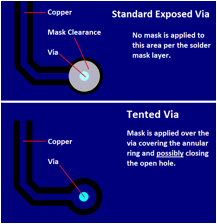 Copper
Standard Exposed Via
Mask Clearance
No mask is applied to
this area per the solder
mask layer.
Via
Tented Via
Mask is applied over the
via covering the annular
ring and possibly closing
the open hole.
Copper
Via